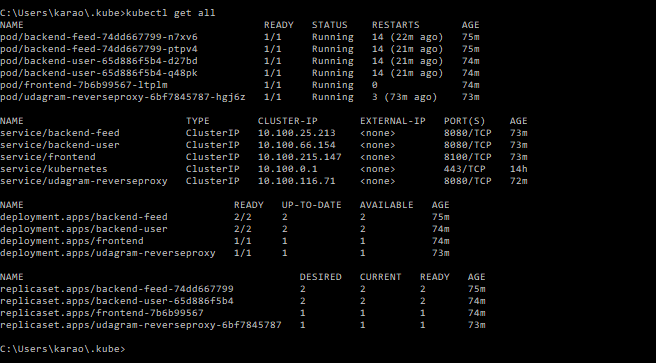 C:\Users\karao\.kube>kubectl get all
NAME READY STATUS RESTARTS AGE
pod/backend-feed-74dd667799-n7xv6 1/1 Running 14 (22m ago) 75m
pod/backend-feed-74dd667799-ptpv4 1/1 Running 14 (21m ago) 75m
pod/backend-user-65d886f5b4-d27bd 1/1 Running 14 (21m ago) 74m
pod/backend-user-65d886f5b4-q48pk 1/1 Running 14 (21m ago) 74m
pod/frontend-7b6b99567-ltplm 1/1 Running 0 74m
pod/udagram-reverseproxy-6bf7845787-hgj6z 1/1 Running 3 (73m ago) 73m
NAME TYPE CLUSTER-IP EXTERNAL-IP PORT(S) AGE
service/backend-feed ClusterIP 10.100.25.213 <none> 8080/TCP 73m
service/backend-user ClusterIP 10.100.66.154 <none> 8080/TCP 73m
service/frontend ClusterIP 10.100.215.147 <none> 8100/TCP 73m
service/kubernetes ClusterIP 10.100.0.1 <none> 443/TCP 14h
service/udagram-reverseproxy ClusterIP 10.100.116.71 <none> 8080/TCP 72m
NAME READY UP-TO-DATE AVAILABLE AGE
deployment.apps/backend-feed 2/2 2 2 75m
deployment.apps/backend-user 2/2 2 2 74m
deployment.apps/frontend 1/1 1 1 74m
deployment.apps/udagram-reverseproxy 1/1 1 1 73m
NAME DESIRED CURRENT READY AGE
replicaset.apps/backend-feed-74dd667799 2 2 2 75m
replicaset.apps/backend-user-65d886f5b4 2 2 2 74m
replicaset.apps/frontend-7b6b99567 1 1 1 74m
replicaset.apps/udagram-reverseproxy-6bf7845787 1 1 1 73m
C:\Users\karao\.kube>